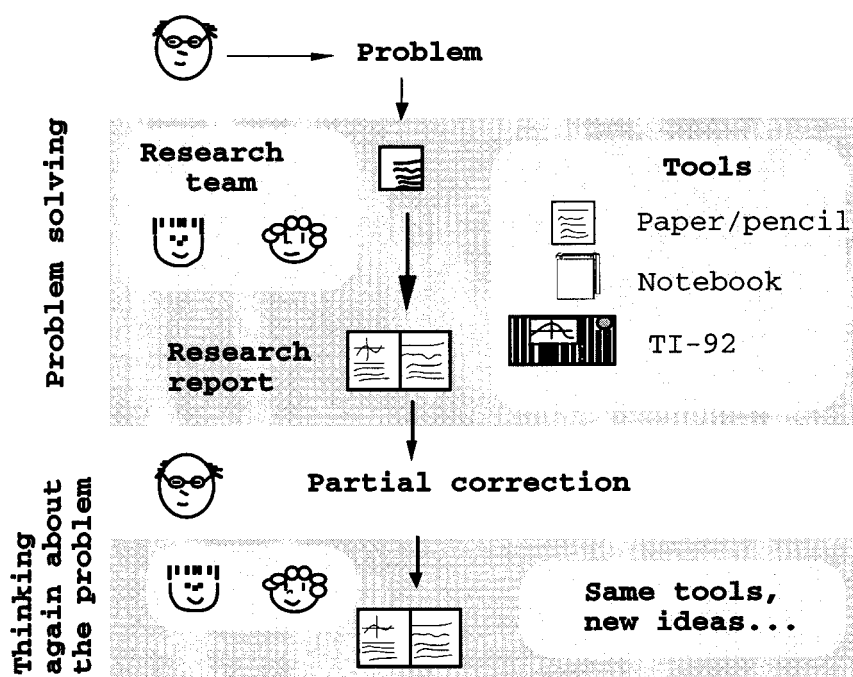 Problem
Problem solving
Research
team
Tools
Paper/pencil
Notebook
TI-92
Research
report
Partial correction
Thinking
again about
the problem
Same tools,
new ideas...